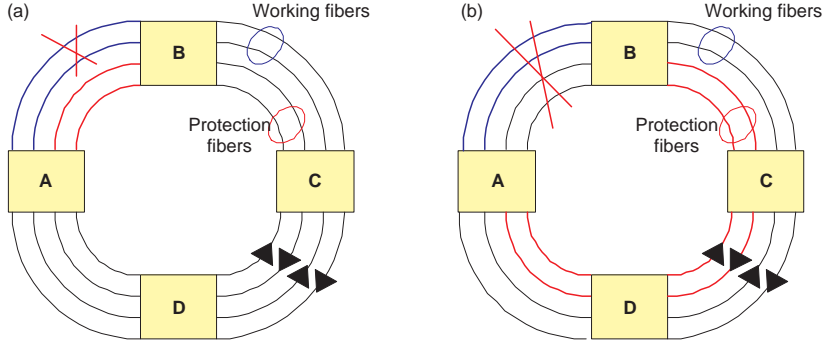 (a)
Working fibers
B
Protection
fibers
A
C
D
(b)
Working fibers
B
Protection
fibers
A
C
D